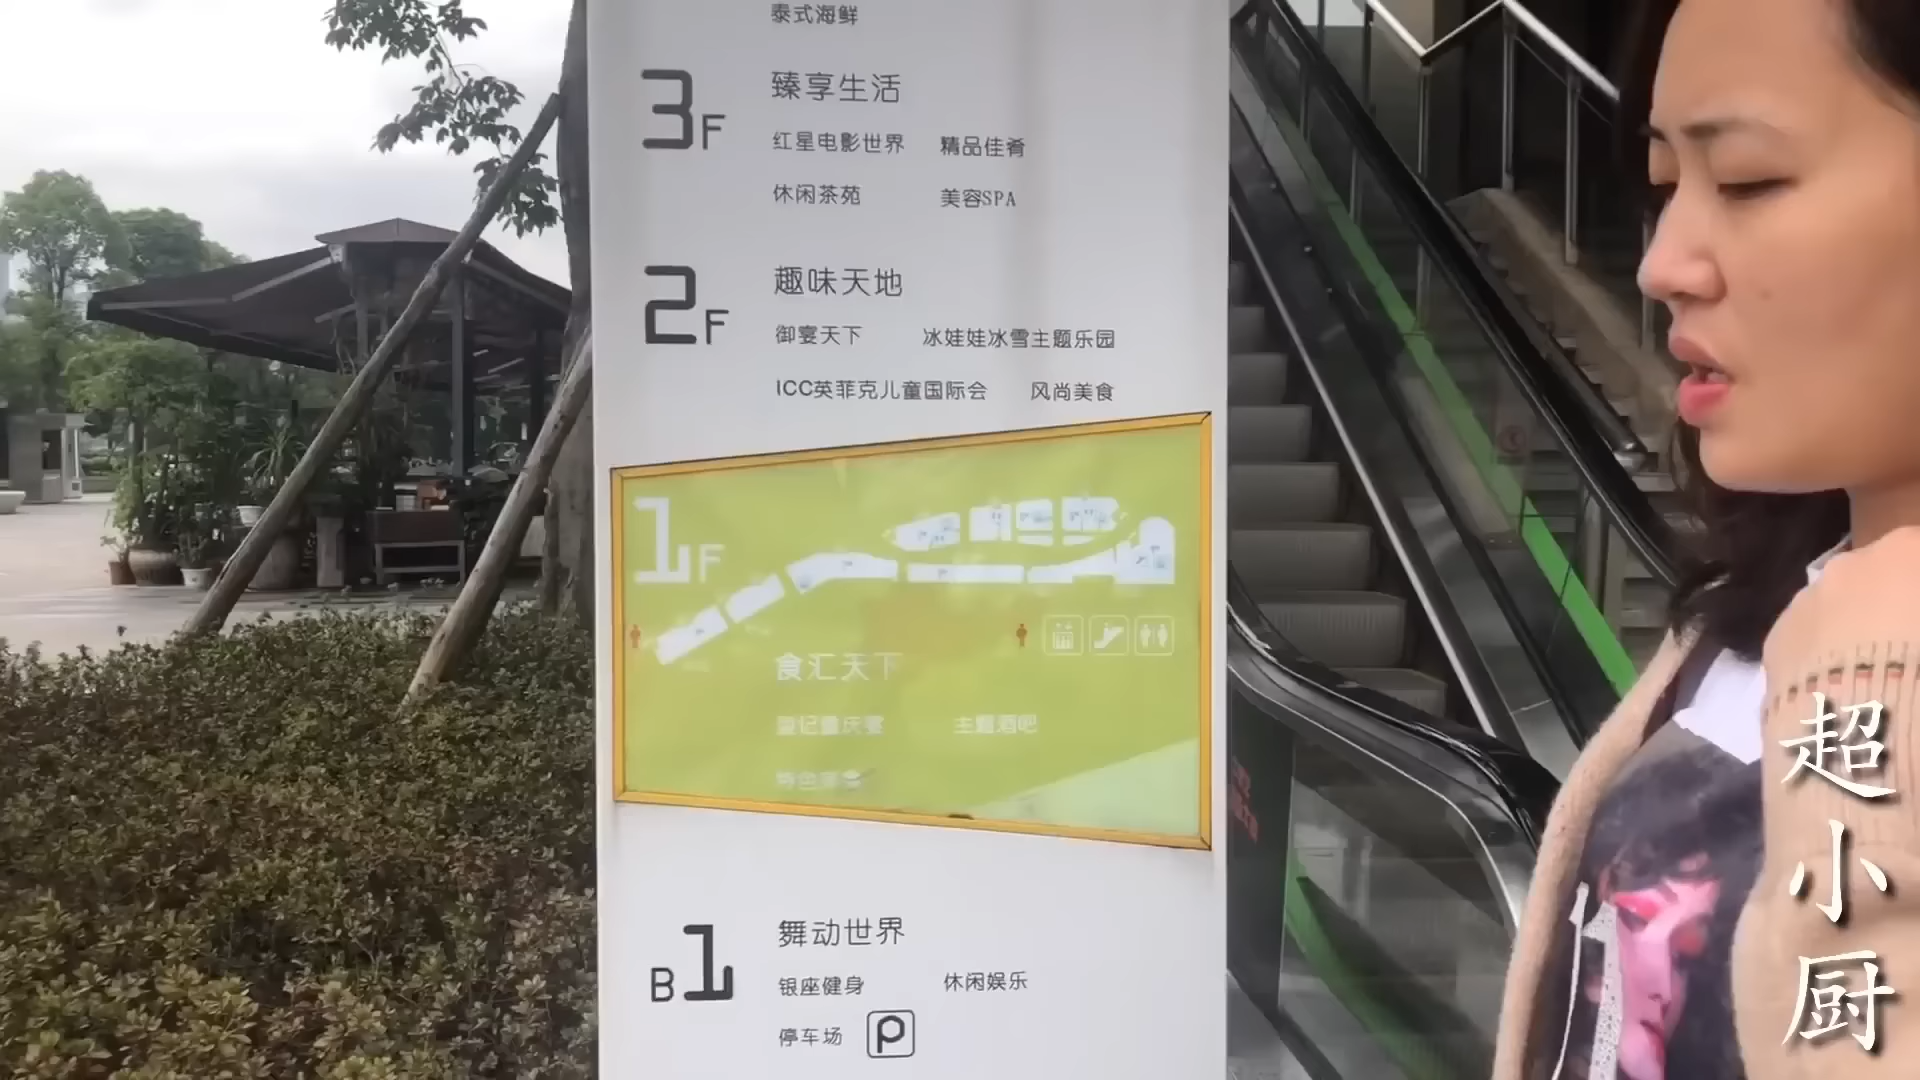 泰式海鲜
3F 臻享生活
红星电影世界 精品佳肴
休闲茶苑 美容SPA
2F 趣味天地
御宴天下 冰娃娃冰雪主题乐园
ICC英菲克儿童国际会 风尚美食
1F
食汇天下
主题酒吧
B1 舞动世界
银座健身 休闲娱乐
停车场 P
超小厨